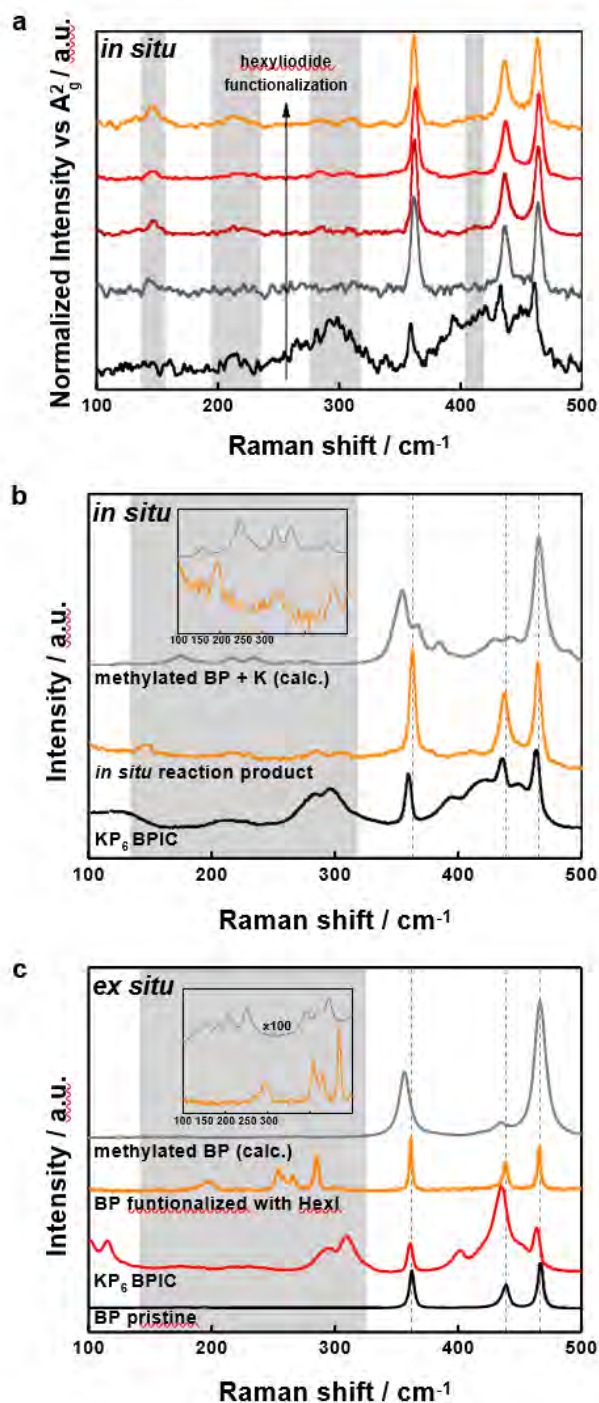 a
in situ
hexyliodide
functionalization
Normalized Intensity vs A²g / a.u.
100 200 300 400 500
Raman shift / cm⁻¹
b
in situ
100 150 200 250 300
methylated BP + K (calc.)
in situ reaction product
KP₆ BPIC
Intensity / a.u.
100 200 300 400 500
Raman shift / cm⁻¹
c
ex situ
x100
100 150 200 250 300
methylated BP (calc.)
BP funtionalized with HexI
KP₆ BPIC
BP pristine
Intensity / a.u.
100 200 300 400 500
Raman shift / cm⁻¹